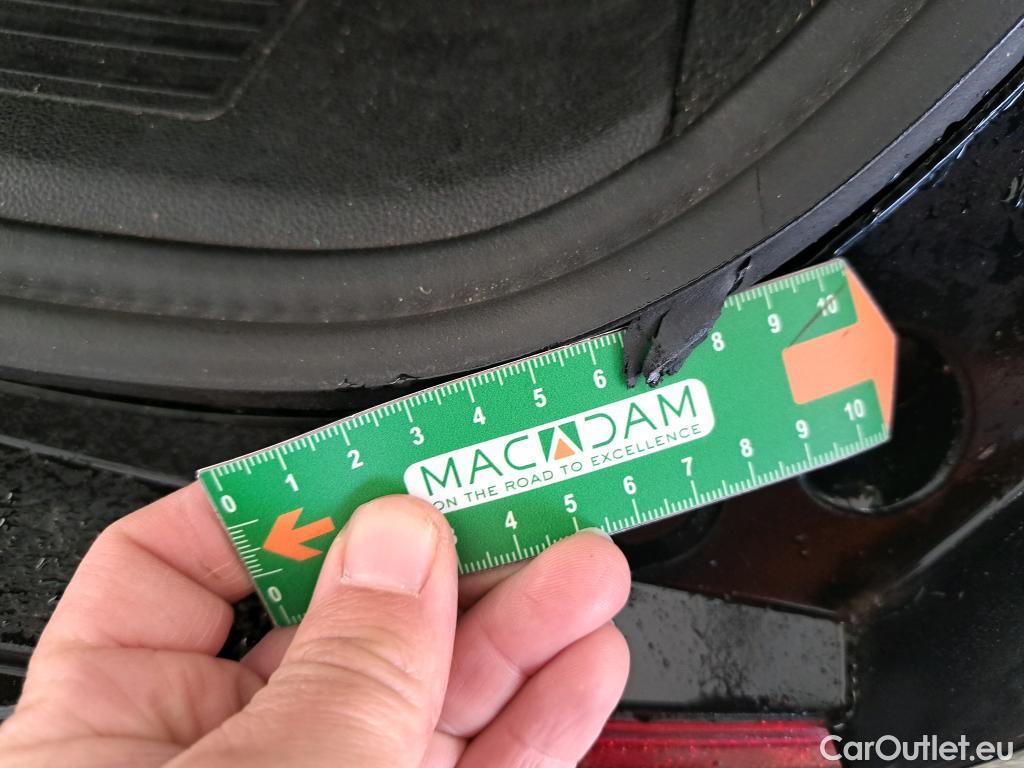 0 1 2 3 4 5 6 8 9 10
MACADAM
ON THE ROAD TO EXCELLENCE
0 4 5 6 7 8 9 10
CarOutlet.eu